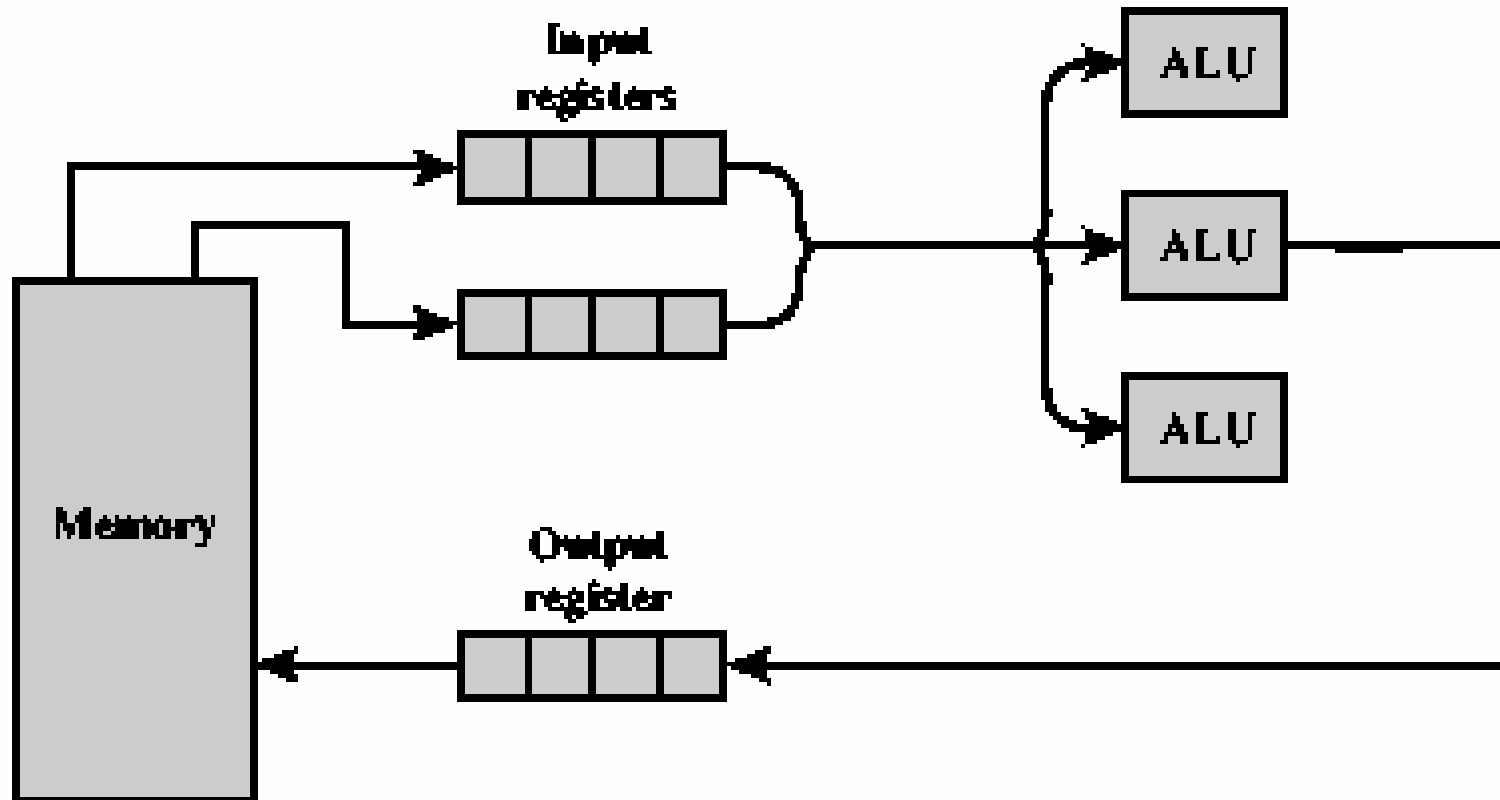 Input
registers
ALU
ALU
ALU
Memory
Output
register